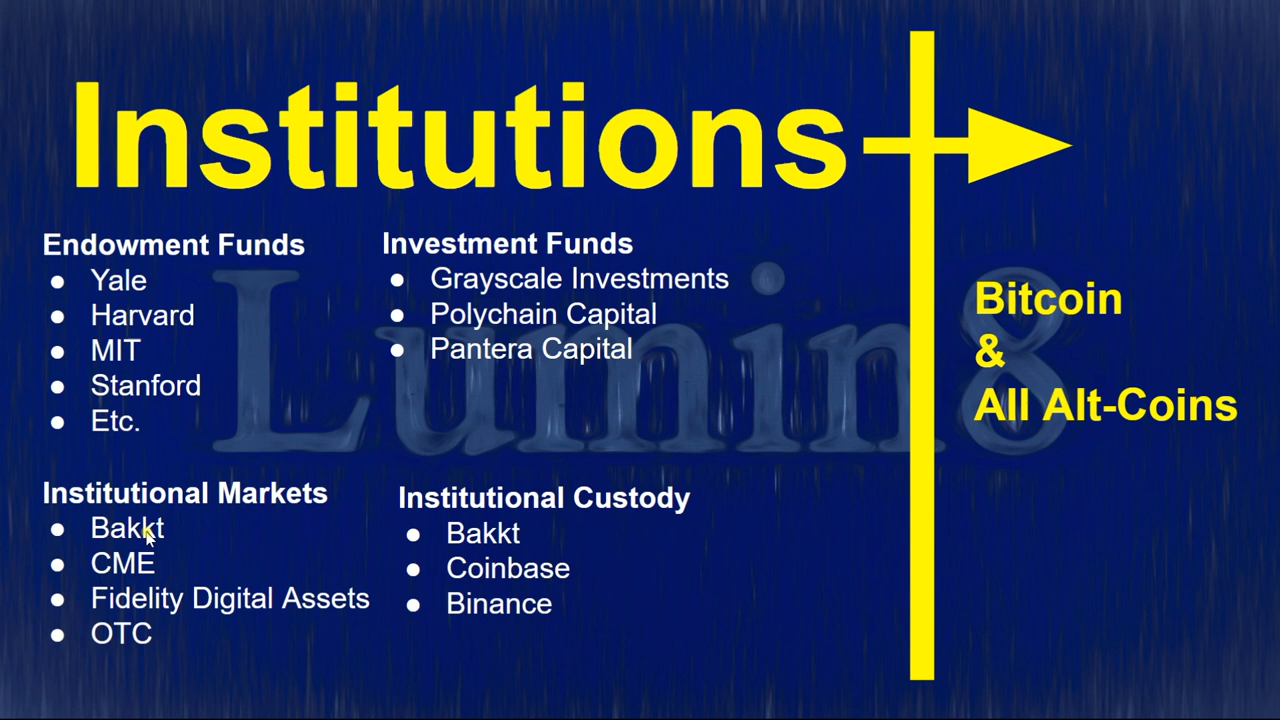 Institutions
Endowment Funds
● Yale
● Harvard
● MIT
● Stanford
● Etc.
Investment Funds
● Grayscale Investments
● Polychain Capital
● Pantera Capital
Institutional Markets
● Bakkt
● CME
● Fidelity Digital Assets
● OTC
Institutional Custody
● Bakkt
● Coinbase
● Binance
Bitcoin
&
All Alt-Coins
Lumin8